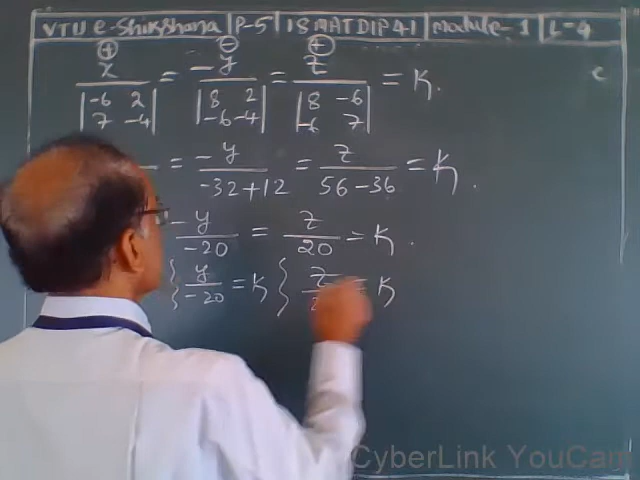 VTU e-Shikshana | P-5 | 18MATDIP41 | Module-1 | L-4
⊕ ⊖ ⊕
x / |-6 2; 7 -4| = -y / |8 2; -6 -4| = z / |8 -6; -6 7| = K.
= -y / -32+12 = z / 56-36 = K.
-y / -20 = z / 20 = K.
} y / -20 = K } z / = K
CyberLink YouCam